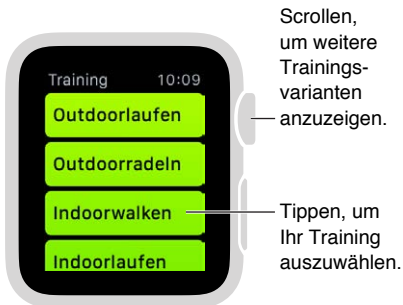 Scrollen,
um weitere
Trainings-
varianten
anzuzeigen.
Training 10:09
Outdoorlaufen
Outdoorradeln
Indoorwalken
Indoorlaufen
Tippen, um
Ihr Training
auszuwählen.